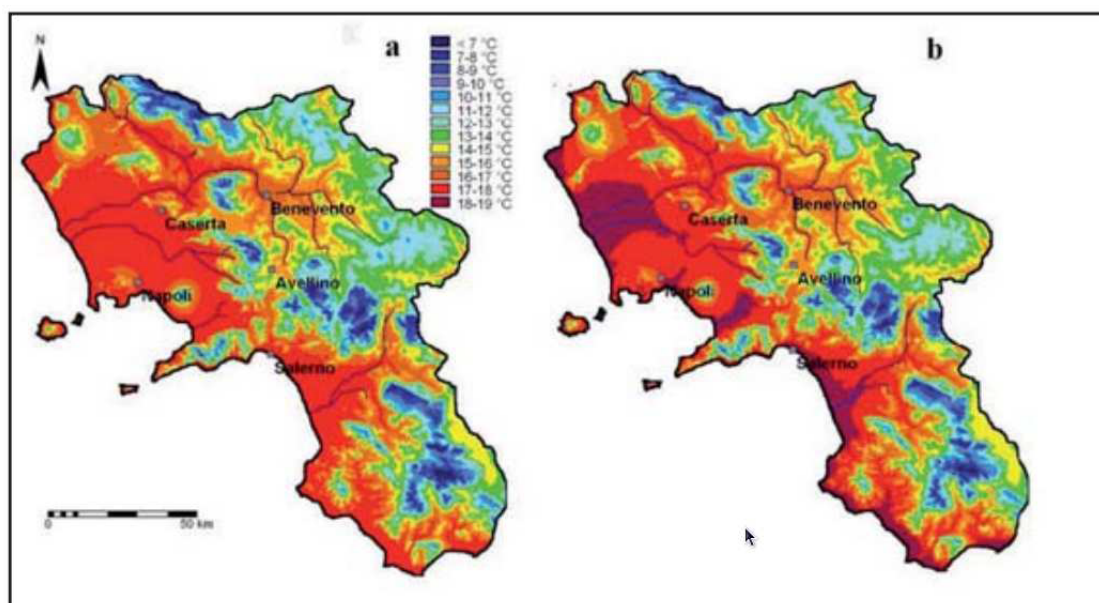 N
a
b
< 7 °C
7-8 °C
8-9 °C
9-10 °C
10-11 °C
11-12 °C
12-13 °C
13-14 °C
14-15 °C
15-16 °C
16-17 °C
17-18 °C
18-19 °C
Benevento
Caserta
Avellino
Napoli
Salerno
0 50 km
Benevento
Caserta
Avellino
Napoli
Salerno